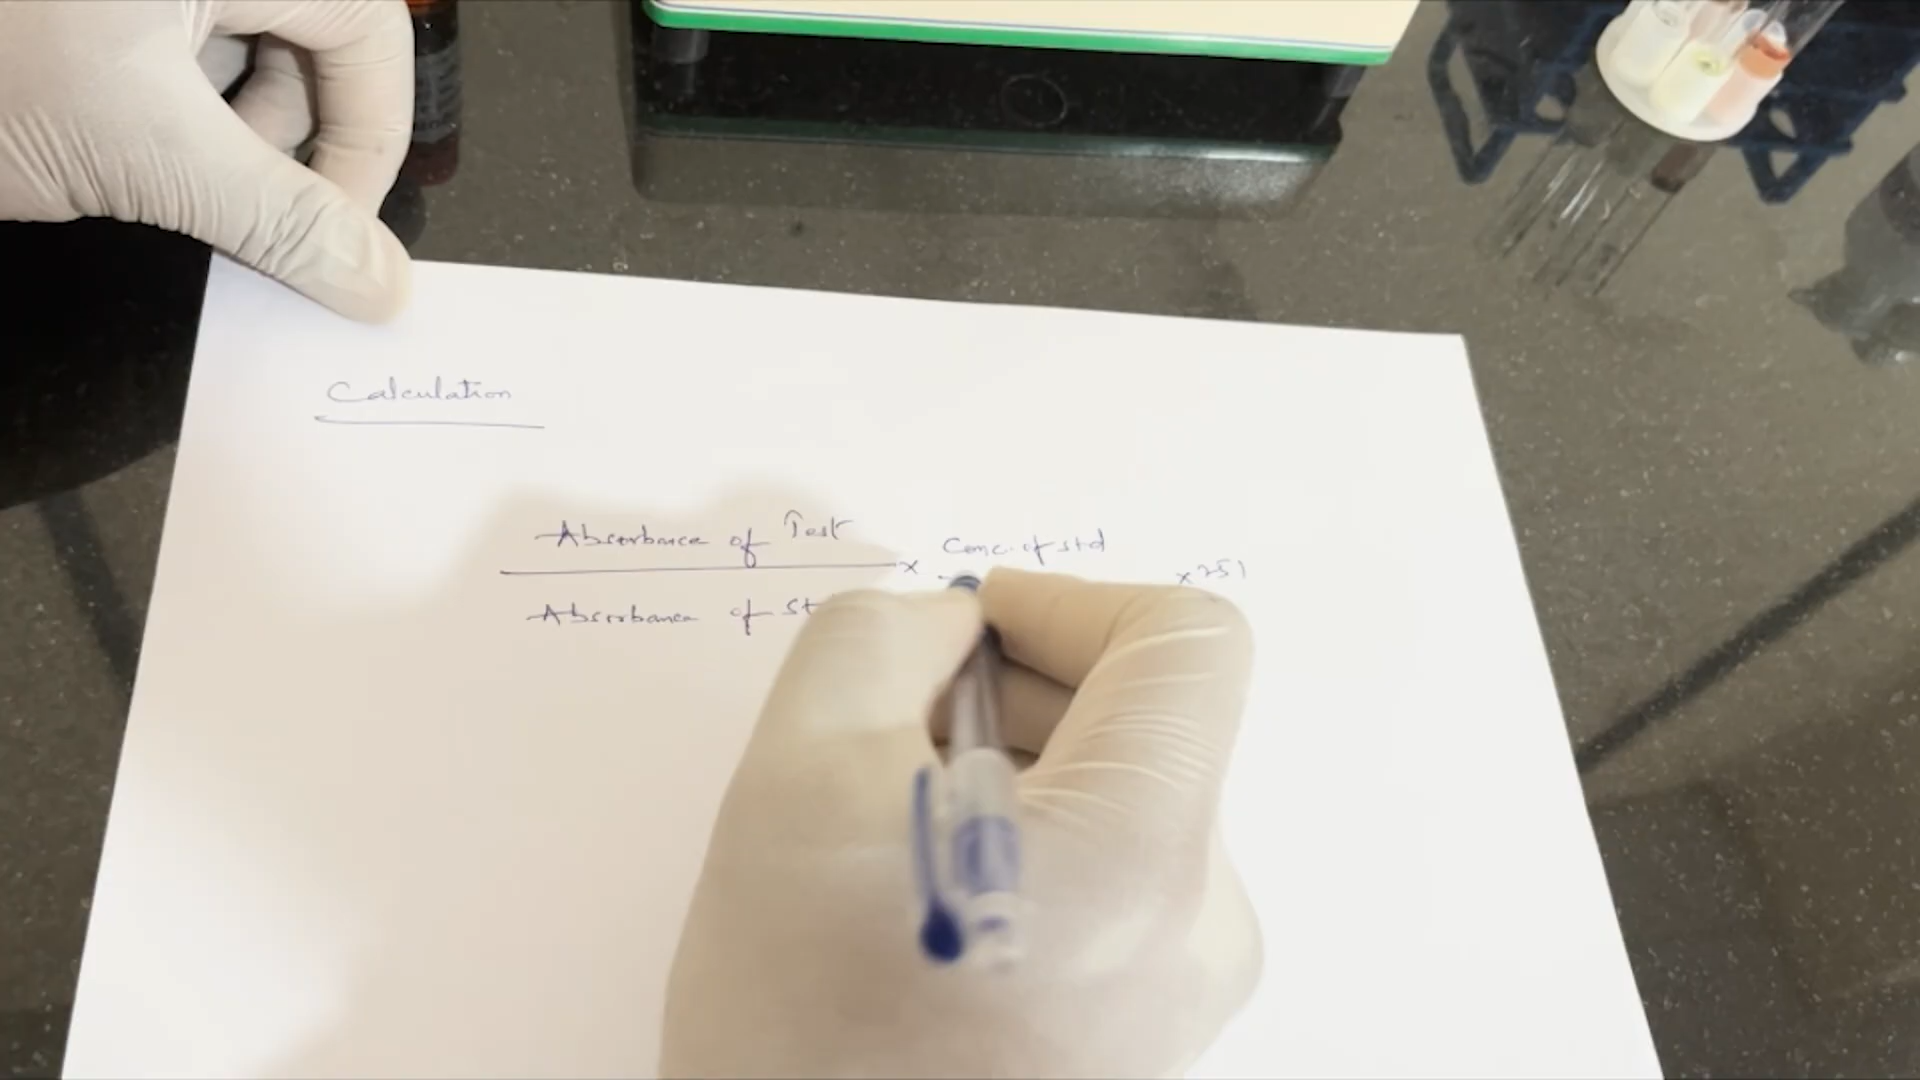 Calculation
Absorbance of Test
Conc. of std
x
x 251
Absorbance of